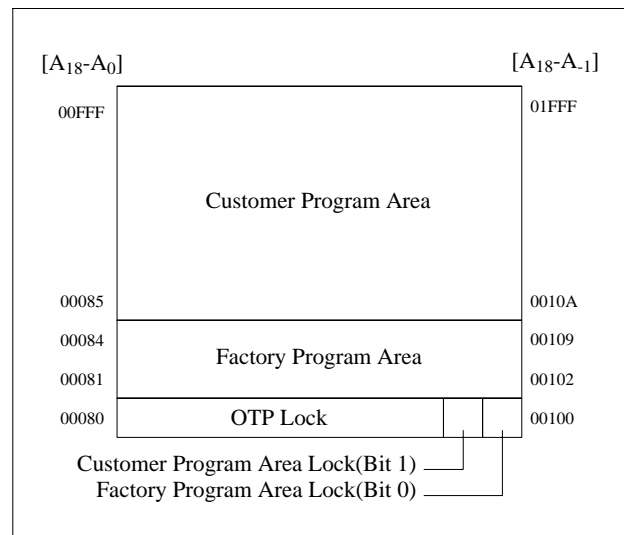 [A18-A0] [A18-A-1]
00FFF 01FFF
Customer Program Area
00085 0010A
00084 00109
Factory Program Area
00081 00102
00080 OTP Lock 00100
Customer Program Area Lock(Bit 1)
Factory Program Area Lock(Bit 0)